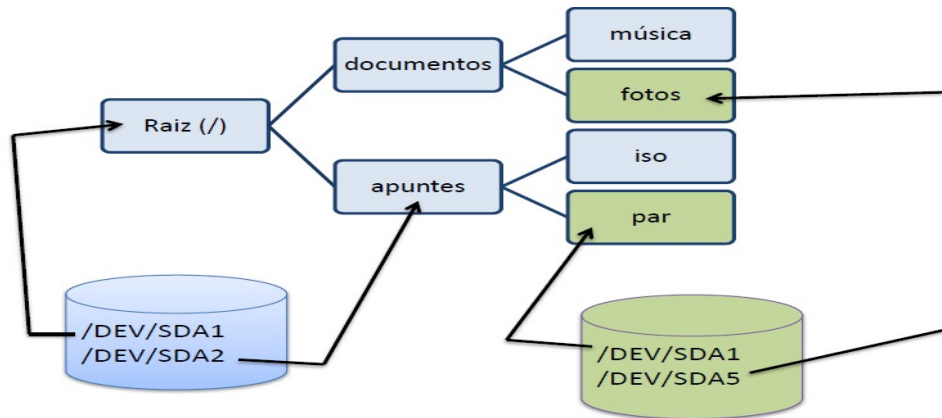 música
documentos
fotos
Raiz (/)
iso
apuntes
par
/DEV/SDA1
/DEV/SDA2
/DEV/SDA1
/DEV/SDA5